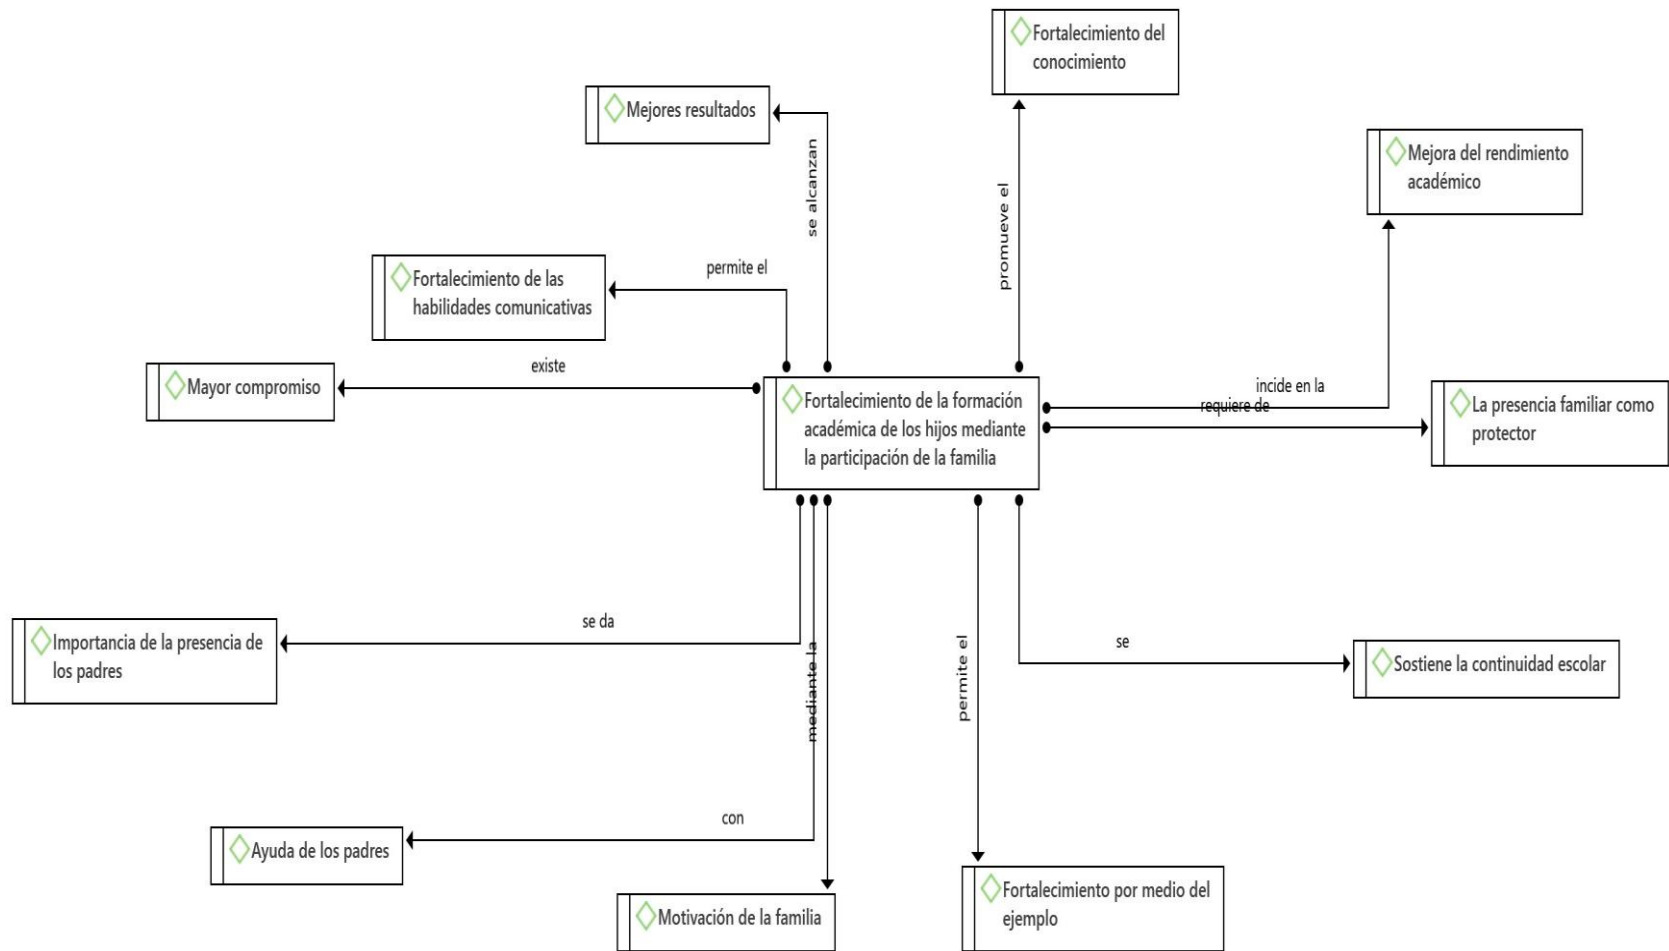 Fortalecimiento del
conocimiento
Mejores resultados
se alcanzan
promueve el
Mejora del rendimiento
académico
Fortalecimiento de las
habilidades comunicativas
permite el
Mayor compromiso
existe
Fortalecimiento de la formación
académica de los hijos mediante
la participación de la familia
incide en la
requiere de
La presencia familiar como
protector
Importancia de la presencia de
los padres
se da
mediante la
permite el
se
Sostiene la continuidad escolar
Ayuda de los padres
con
Motivación de la familia
Fortalecimiento por medio del
ejemplo